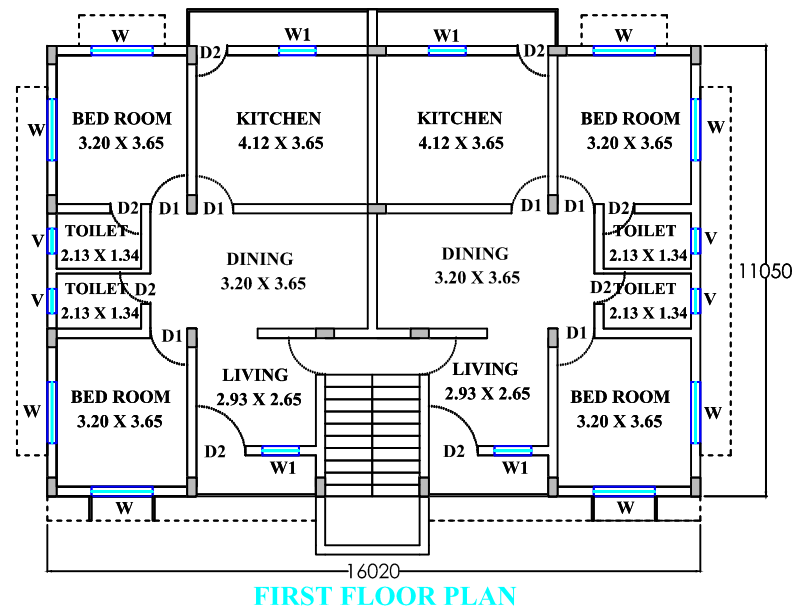 W
W1
W1
W
D2
D2
W
BED ROOM
3.20 X 3.65
KITCHEN
4.12 X 3.65
KITCHEN
4.12 X 3.65
BED ROOM
3.20 X 3.65
W
D2
D1
D1
D1
D1
D2
V
TOILET
2.13 X 1.34
DINING
3.20 X 3.65
DINING
3.20 X 3.65
TOILET
2.13 X 1.34
V
11050
V
TOILET
2.13 X 1.34
D2
D2
TOILET
2.13 X 1.34
V
D1
D1
W
BED ROOM
3.20 X 3.65
LIVING
2.93 X 2.65
LIVING
2.93 X 2.65
BED ROOM
3.20 X 3.65
W
D2
W1
D2
W1
W
W
16020
FIRST FLOOR PLAN